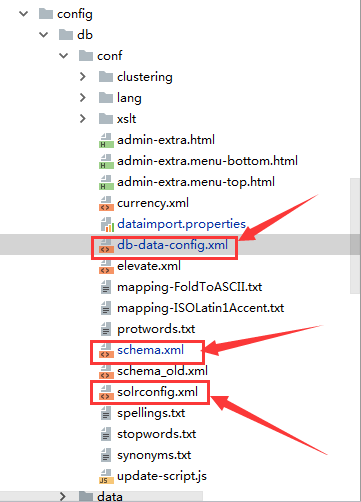 config
db
conf
clustering
lang
xslt
admin-extra.html
admin-extra.menu-bottom.html
admin-extra.menu-top.html
currency.xml
dataimport.properties
db-data-config.xml
elevate.xml
mapping-FoldToASCII.txt
mapping-ISOLatin1Accent.txt
protwords.txt
schema.xml
schema_old.xml
solrconfig.xml
spellings.txt
stopwords.txt
synonyms.txt
update-script.js
data